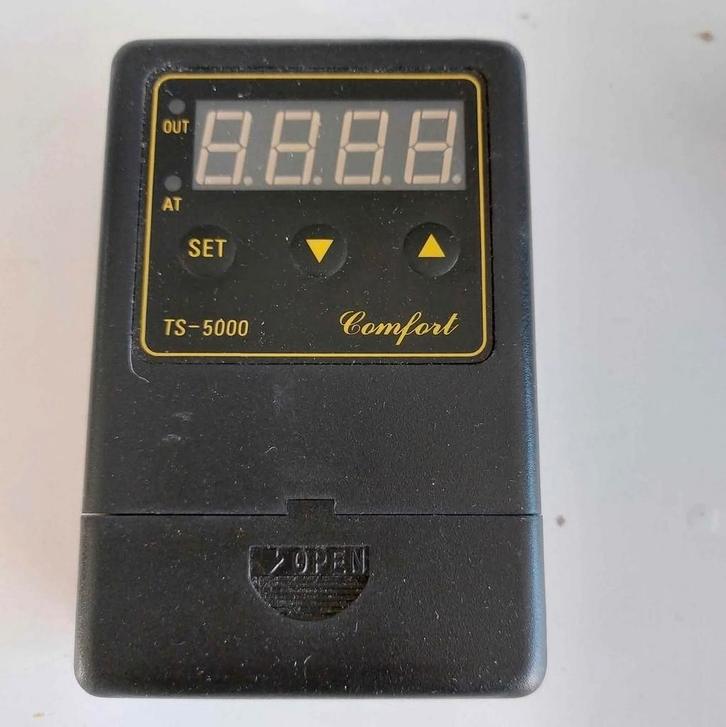 OUT
AT
SET ▼ ▲
TS-5000 Comfort
OPEN